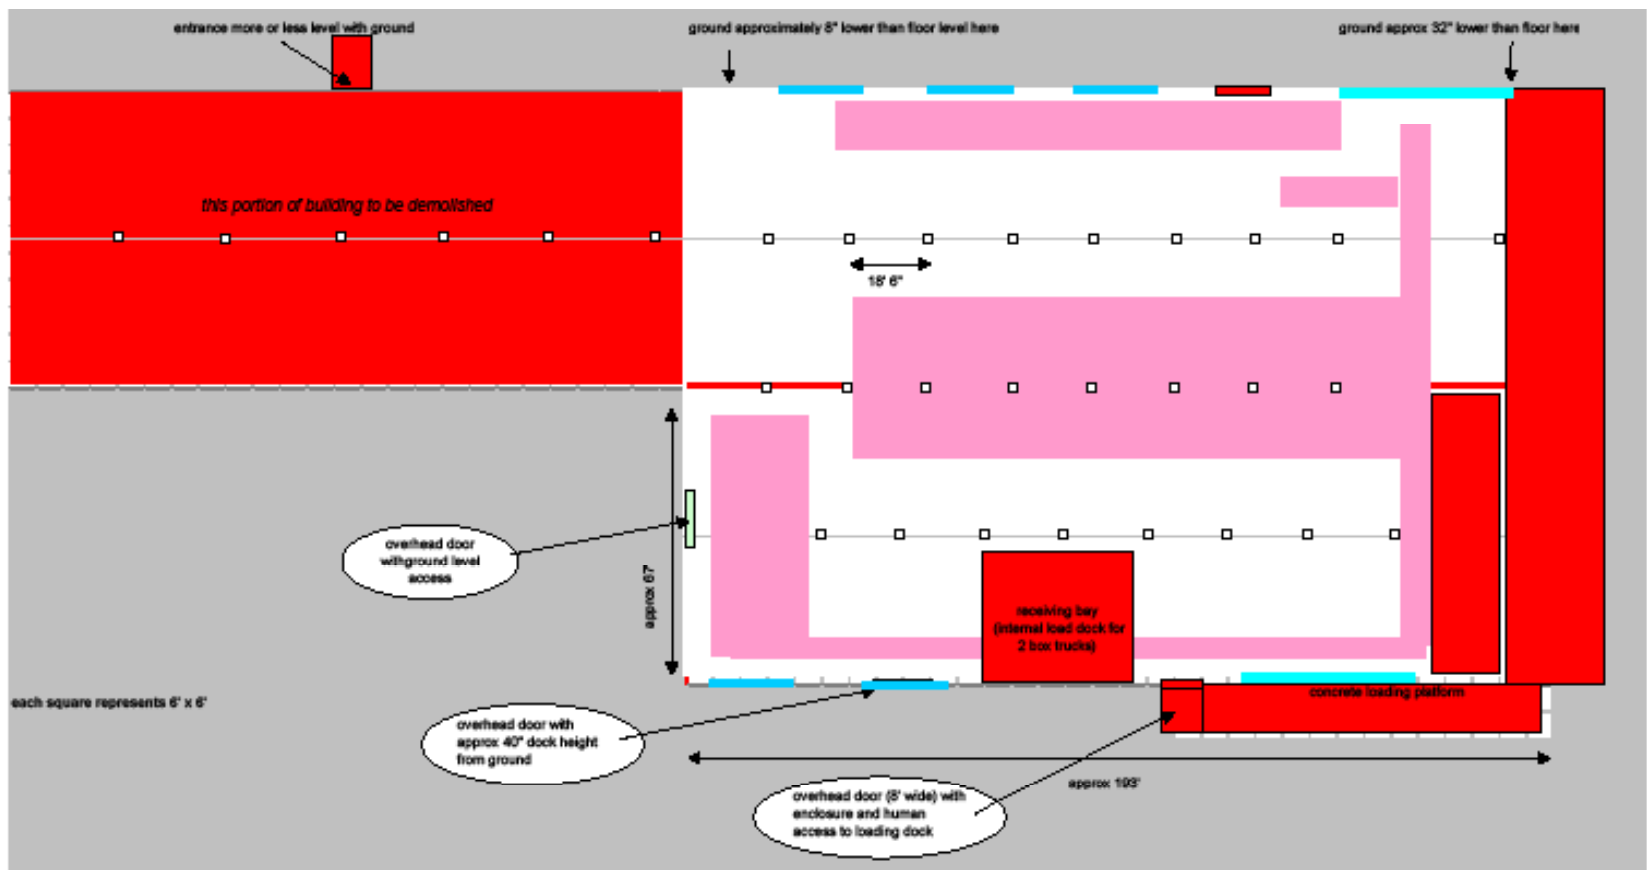 entrance more or less level with ground
ground approximately 8" lower than floor level here
ground approx 32" lower than floor here
this portion of building to be demolished
18' 6"
overhead door
withground level
access
approx 67'
receiving bay
(internal load dock for
2 box trucks)
each square represents 6' x 6'
concrete loading platform
overhead door with
approx 40" dock height
from ground
approx 193'
overhead door (8' wide) with
enclosure and human
access to loading dock